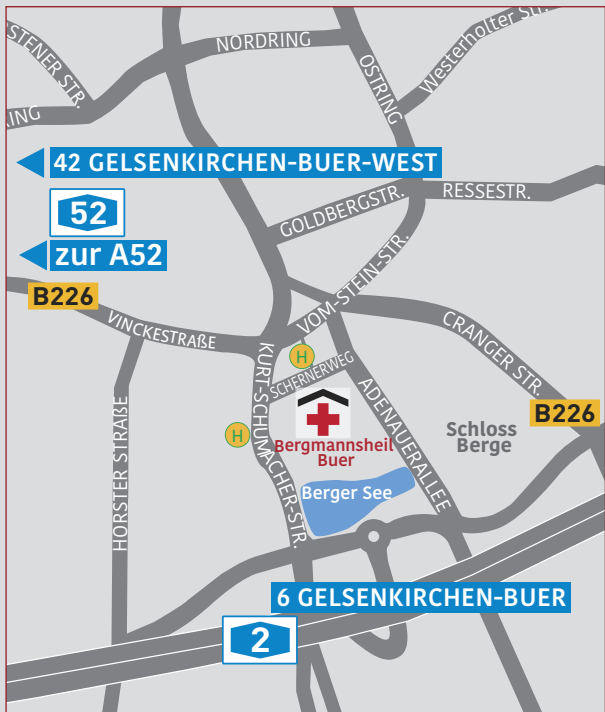 NORDRING
OSTRING
Westerholter Str.
STENER STR.
RING
42 GELSENKIRCHEN-BUER-WEST
52
zur A52
GOLDBERGSTR.
RESSESTR.
B226
VINCKESTRAßE
VOM-STEIN-STR.
CRANGER STR.
H
SCHERNERWEG
KURT-SCHUMACHER-STR.
ADENAUERALLEE
B226
H
Bergmannsheil
Buer
Schloss
Berge
HORSTER STRAßE
Berger See
6 GELSENKIRCHEN-BUER
2